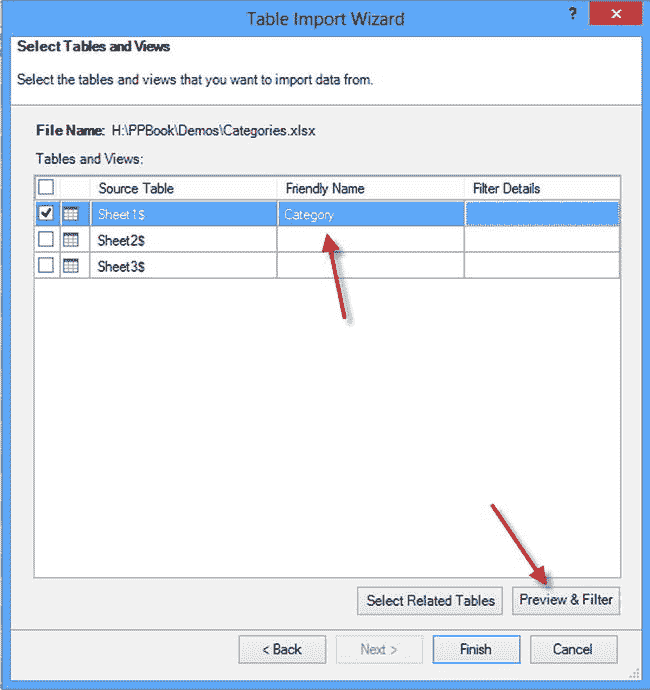 Table Import Wizard
?
Select Tables and Views
Select the tables and views that you want to import data from.
File Name: H:\PPBook\Demos\Categories.xlsx
Tables and Views:
Source Table Friendly Name Filter Details
Sheet1$ Category
Sheet2$
Sheet3$
Select Related Tables Preview & Filter
< Back Next > Finish Cancel